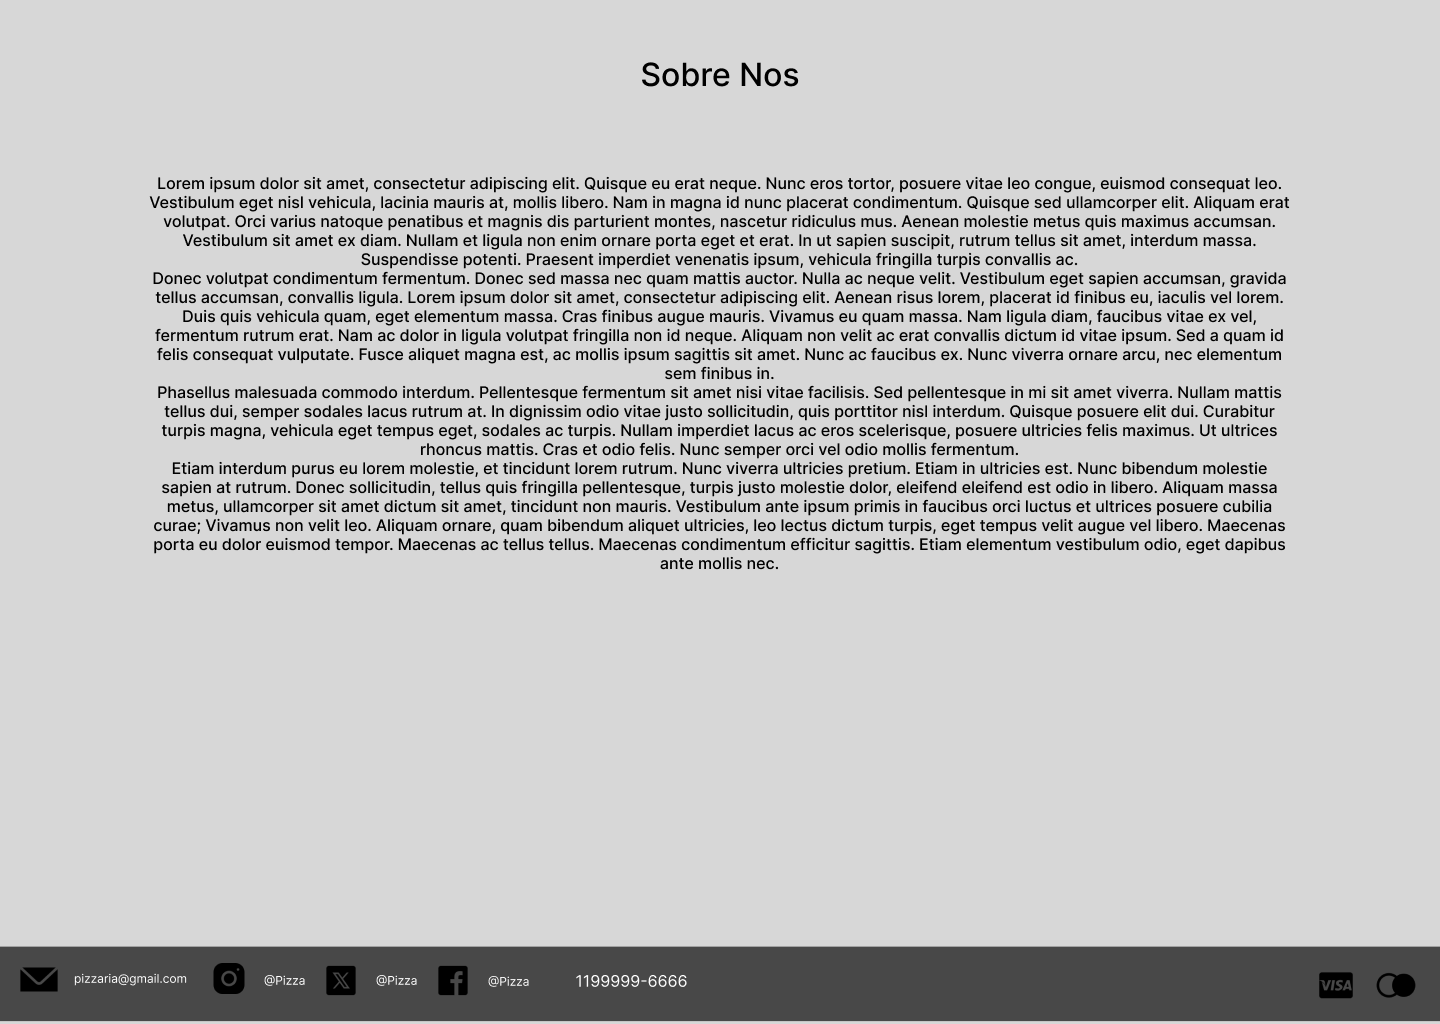 Sobre Nos
Lorem ipsum dolor sit amet, consectetur adipiscing elit. Quisque eu erat neque. Nunc eros tortor, posuere vitae leo congue, euismod consequat leo.
Vestibulum eget nisl vehicula, lacinia mauris at, mollis libero. Nam in magna id nunc placerat condimentum. Quisque sed ullamcorper elit. Aliquam erat
volutpat. Orci varius natoque penatibus et magnis dis parturient montes, nascetur ridiculus mus. Aenean molestie metus quis maximus accumsan.
Vestibulum sit amet ex diam. Nullam et ligula non enim ornare porta eget et erat. In ut sapien suscipit, rutrum tellus sit amet, interdum massa.
Suspendisse potenti. Praesent imperdiet venenatis ipsum, vehicula fringilla turpis convallis ac.
Donec volutpat condimentum fermentum. Donec sed massa nec quam mattis auctor. Nulla ac neque velit. Vestibulum eget sapien accumsan, gravida
tellus accumsan, convallis ligula. Lorem ipsum dolor sit amet, consectetur adipiscing elit. Aenean risus lorem, placerat id finibus eu, iaculis vel lorem.
Duis quis vehicula quam, eget elementum massa. Cras finibus augue mauris. Vivamus eu quam massa. Nam ligula diam, faucibus vitae ex vel,
fermentum rutrum erat. Nam ac dolor in ligula volutpat fringilla non id neque. Aliquam non velit ac erat convallis dictum id vitae ipsum. Sed a quam id
felis consequat vulputate. Fusce aliquet magna est, ac mollis ipsum sagittis sit amet. Nunc ac faucibus ex. Nunc viverra ornare arcu, nec elementum
sem finibus in.
Phasellus malesuada commodo interdum. Pellentesque fermentum sit amet nisi vitae facilisis. Sed pellentesque in mi sit amet viverra. Nullam mattis
tellus dui, semper sodales lacus rutrum at. In dignissim odio vitae justo sollicitudin, quis porttitor nisl interdum. Quisque posuere elit dui. Curabitur
turpis magna, vehicula eget tempus eget, sodales ac turpis. Nullam imperdiet lacus ac eros scelerisque, posuere ultricies felis maximus. Ut ultrices
rhoncus mattis. Cras et odio felis. Nunc semper orci vel odio mollis fermentum.
Etiam interdum purus eu lorem molestie, et tincidunt lorem rutrum. Nunc viverra ultricies pretium. Etiam in ultricies est. Nunc bibendum molestie
sapien at rutrum. Donec sollicitudin, tellus quis fringilla pellentesque, turpis justo molestie dolor, eleifend eleifend est odio in libero. Aliquam massa
metus, ullamcorper sit amet dictum sit amet, tincidunt non mauris. Vestibulum ante ipsum primis in faucibus orci luctus et ultrices posuere cubilia
curae; Vivamus non velit leo. Aliquam ornare, quam bibendum aliquet ultricies, leo lectus dictum turpis, eget tempus velit augue vel libero. Maecenas
porta eu dolor euismod tempor. Maecenas ac tellus tellus. Maecenas condimentum efficitur sagittis. Etiam elementum vestibulum odio, eget dapibus
ante mollis nec.
pizzaria@gmail.com @Pizza @Pizza @Pizza 1199999-6666 VISA